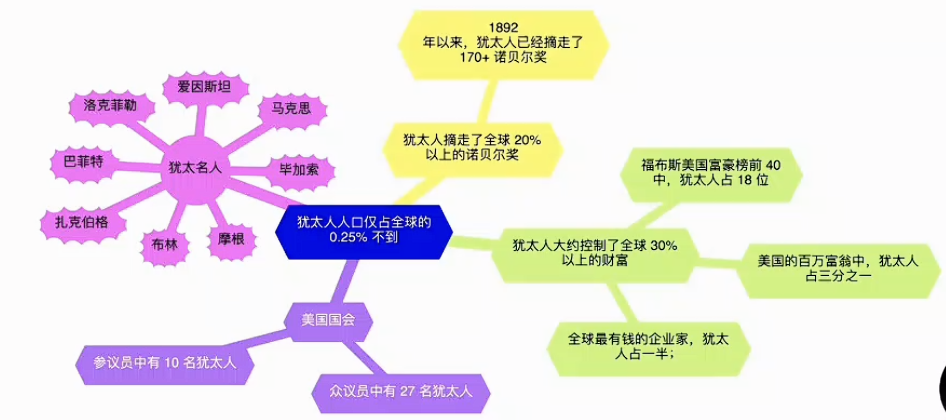 1892
年以来，犹太人已经摘走了
170+ 诺贝尔奖
犹太人摘走了全球 20%
以上的诺贝尔奖
爱因斯坦
洛克菲勒
马克思
巴菲特
犹太名人
毕加索
扎克伯格
布林
摩根
犹太人人口仅占全球的
0.25% 不到
福布斯美国富豪榜前 40
中，犹太人占 18 位
犹太人大约控制了全球 30%
以上的财富
美国的百万富翁中，犹太人
占三分之一
全球最有钱的企业家，犹太
人占一半；
美国国会
参议员中有 10 名犹太人
众议员中有 27 名犹太人